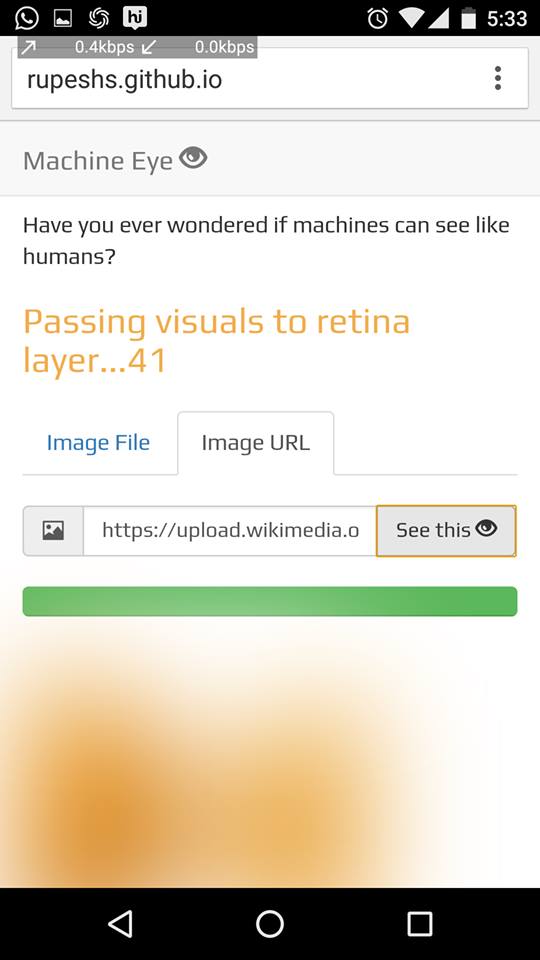 5:33
0.4kbps 0.0kbps
rupeshs.github.io
Machine Eye
Have you ever wondered if machines can see like
humans?
Passing visuals to retina
layer...41
Image File Image URL
https://upload.wikimedia.o See this